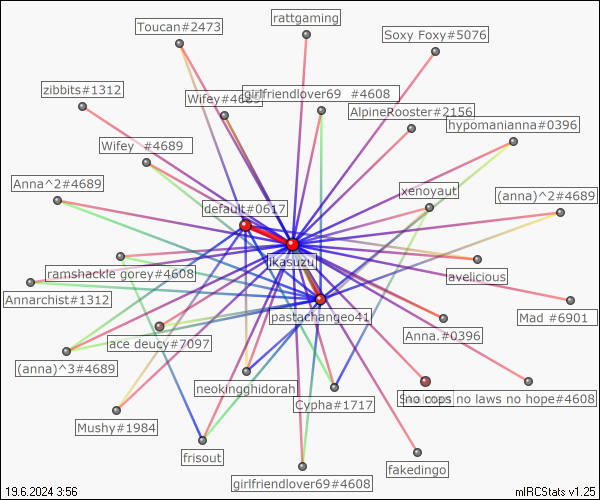 rattgaming
Toucan#2473
Soxy Foxy#5076
zibbits#1312
Wifey#4689
girlfriendlover69 #4608
AlpineRooster#2156
hypomanianna#0396
Wifey #4689
Anna^2#4689
xenoyaut
(anna)^2#4689
default#0617
ikasuzu
ramshackle gorey#4608
avelicious
Annarchist#1312
pastachangeo41
Mad #6901
Anna.#0396
ace deucy#7097
(anna)^3#4689
neokingghidorah
no cops no laws no hope#4608
Cypha#1717
Mushy#1984
frisout
fakedingo
girlfriendlover69#4608
19.6.2024 3:56
mIRCStats v1.25